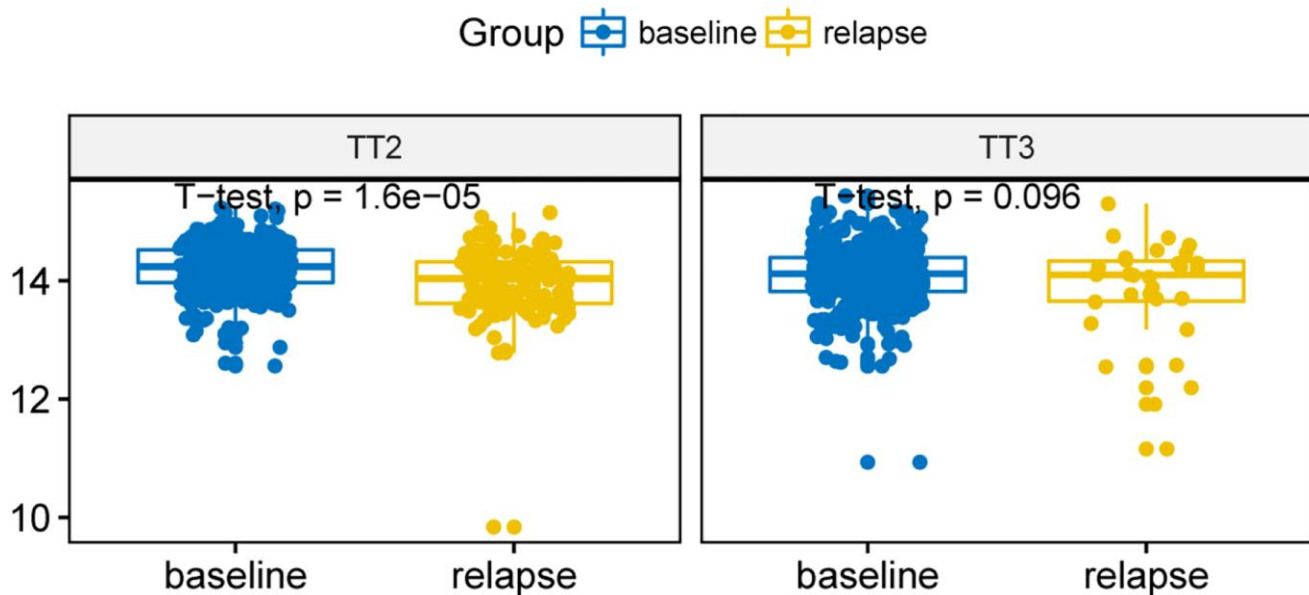 Group baseline relapse
TT2
TT3
T−test, p = 1.6e−05
T−test, p = 0.096
14
12
10
baseline relapse
baseline relapse